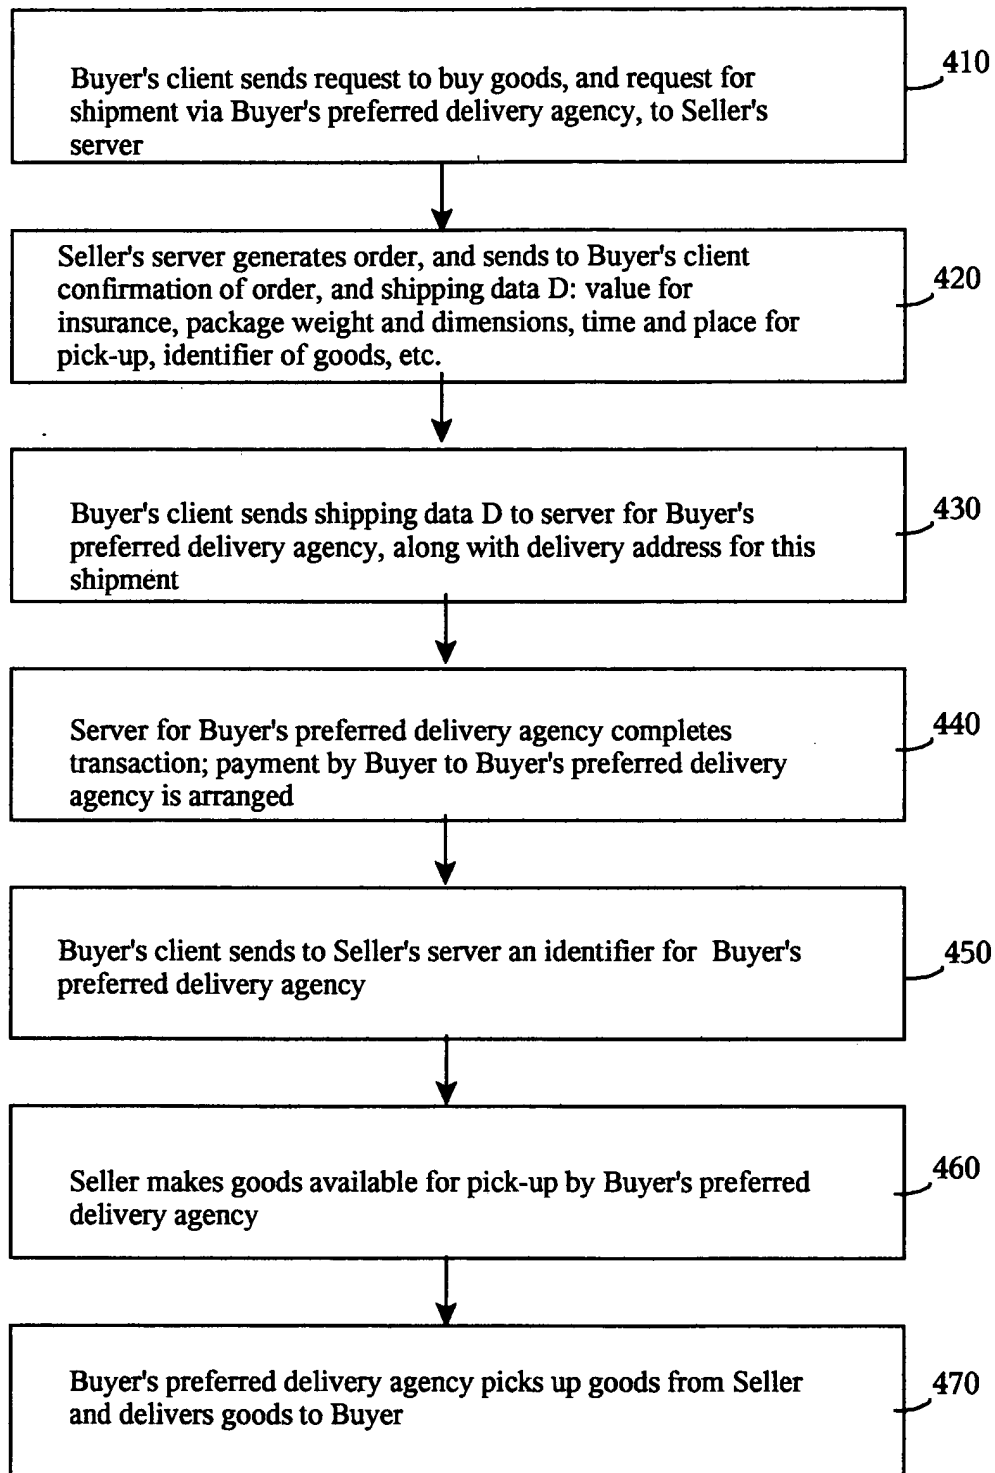 Buyer's client sends request to buy goods, and request for
shipment via Buyer's preferred delivery agency, to Seller's
server
410
Seller's server generates order, and sends to Buyer's client
confirmation of order, and shipping data D: value for
insurance, package weight and dimensions, time and place for
pick-up, identifier of goods, etc.
420
Buyer's client sends shipping data D to server for Buyer's
preferred delivery agency, along with delivery address for this
shipment
430
Server for Buyer's preferred delivery agency completes
transaction; payment by Buyer to Buyer's preferred delivery
agency is arranged
440
Buyer's client sends to Seller's server an identifier for Buyer's
preferred delivery agency
450
Seller makes goods available for pick-up by Buyer's preferred
delivery agency
460
Buyer's preferred delivery agency picks up goods from Seller
and delivers goods to Buyer
470